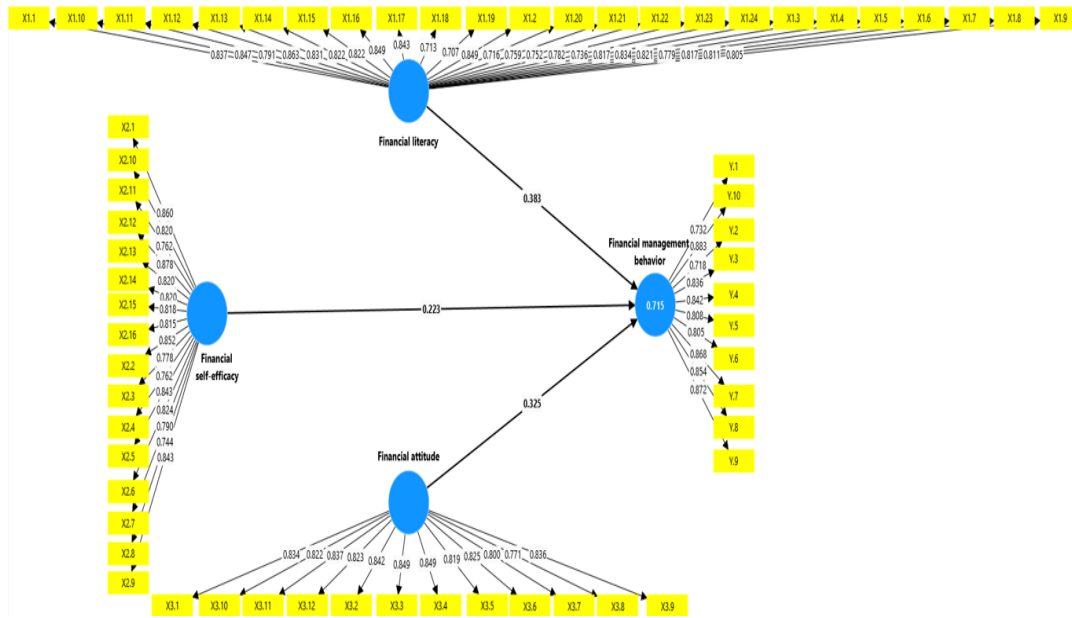 X1.1 X1.10 X1.11 X1.12 X1.13 X1.14 X1.15 X1.16 X1.17 X1.18 X1.19 X1.2 X1.20 X1.21 X1.22 X1.23 X1.24 X1.3 X1.4 X1.5 X1.6 X1.7 X1.8 X1.9
0.837 0.847 0.791 0.863 0.831 0.822 0.822 0.849 0.843 0.713 0.707 0.849 0.716 0.759 0.752 0.782 0.736 0.817 0.834 0.821 0.779 0.817 0.811 0.805
Financial literacy
X2.1
X2.10
X2.11
X2.12
X2.13
X2.14
X2.15
X2.16
X2.2
X2.3
X2.4
X2.5
X2.6
X2.7
X2.8
X2.9
0.860
0.820
0.762
0.878
0.820
0.820
0.818
0.815
0.852
0.778
0.762
0.843
0.824
0.790
0.744
0.843
Financial
self-efficacy
0.383
0.223
0.325
Financial management
behavior
0.715
0.732
0.883
0.718
0.836
0.842
0.808
0.805
0.868
0.854
0.872
Y.1
Y.10
Y.2
Y.3
Y.4
Y.5
Y.6
Y.7
Y.8
Y.9
Financial attitude
0.834 0.822 0.837 0.823 0.842 0.849 0.849 0.819 0.825 0.800 0.771 0.836
X3.1 X3.10 X3.11 X3.12 X3.2 X3.3 X3.4 X3.5 X3.6 X3.7 X3.8 X3.9